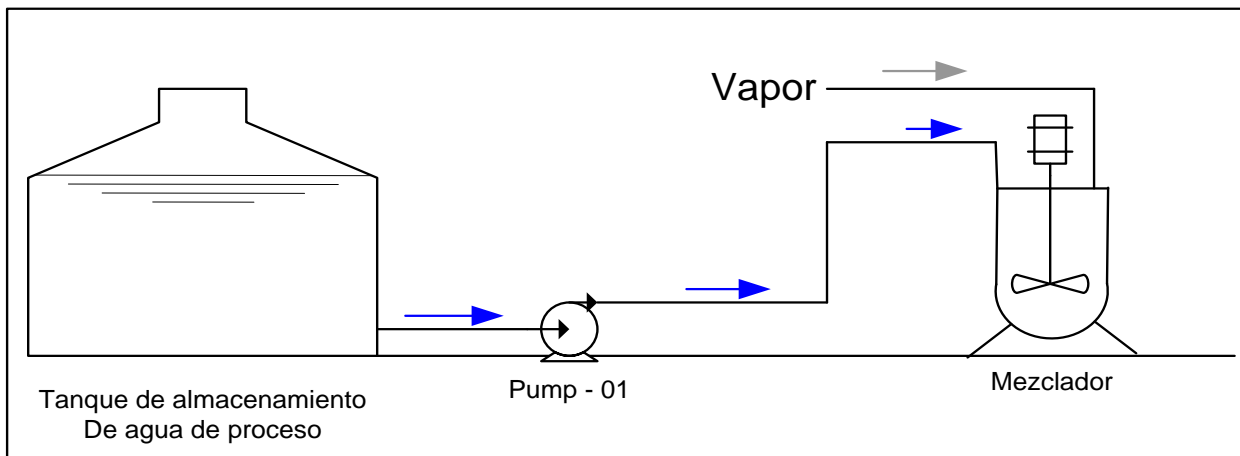 Vapor
Pump - 01
Mezclador
Tanque de almacenamiento
De agua de proceso